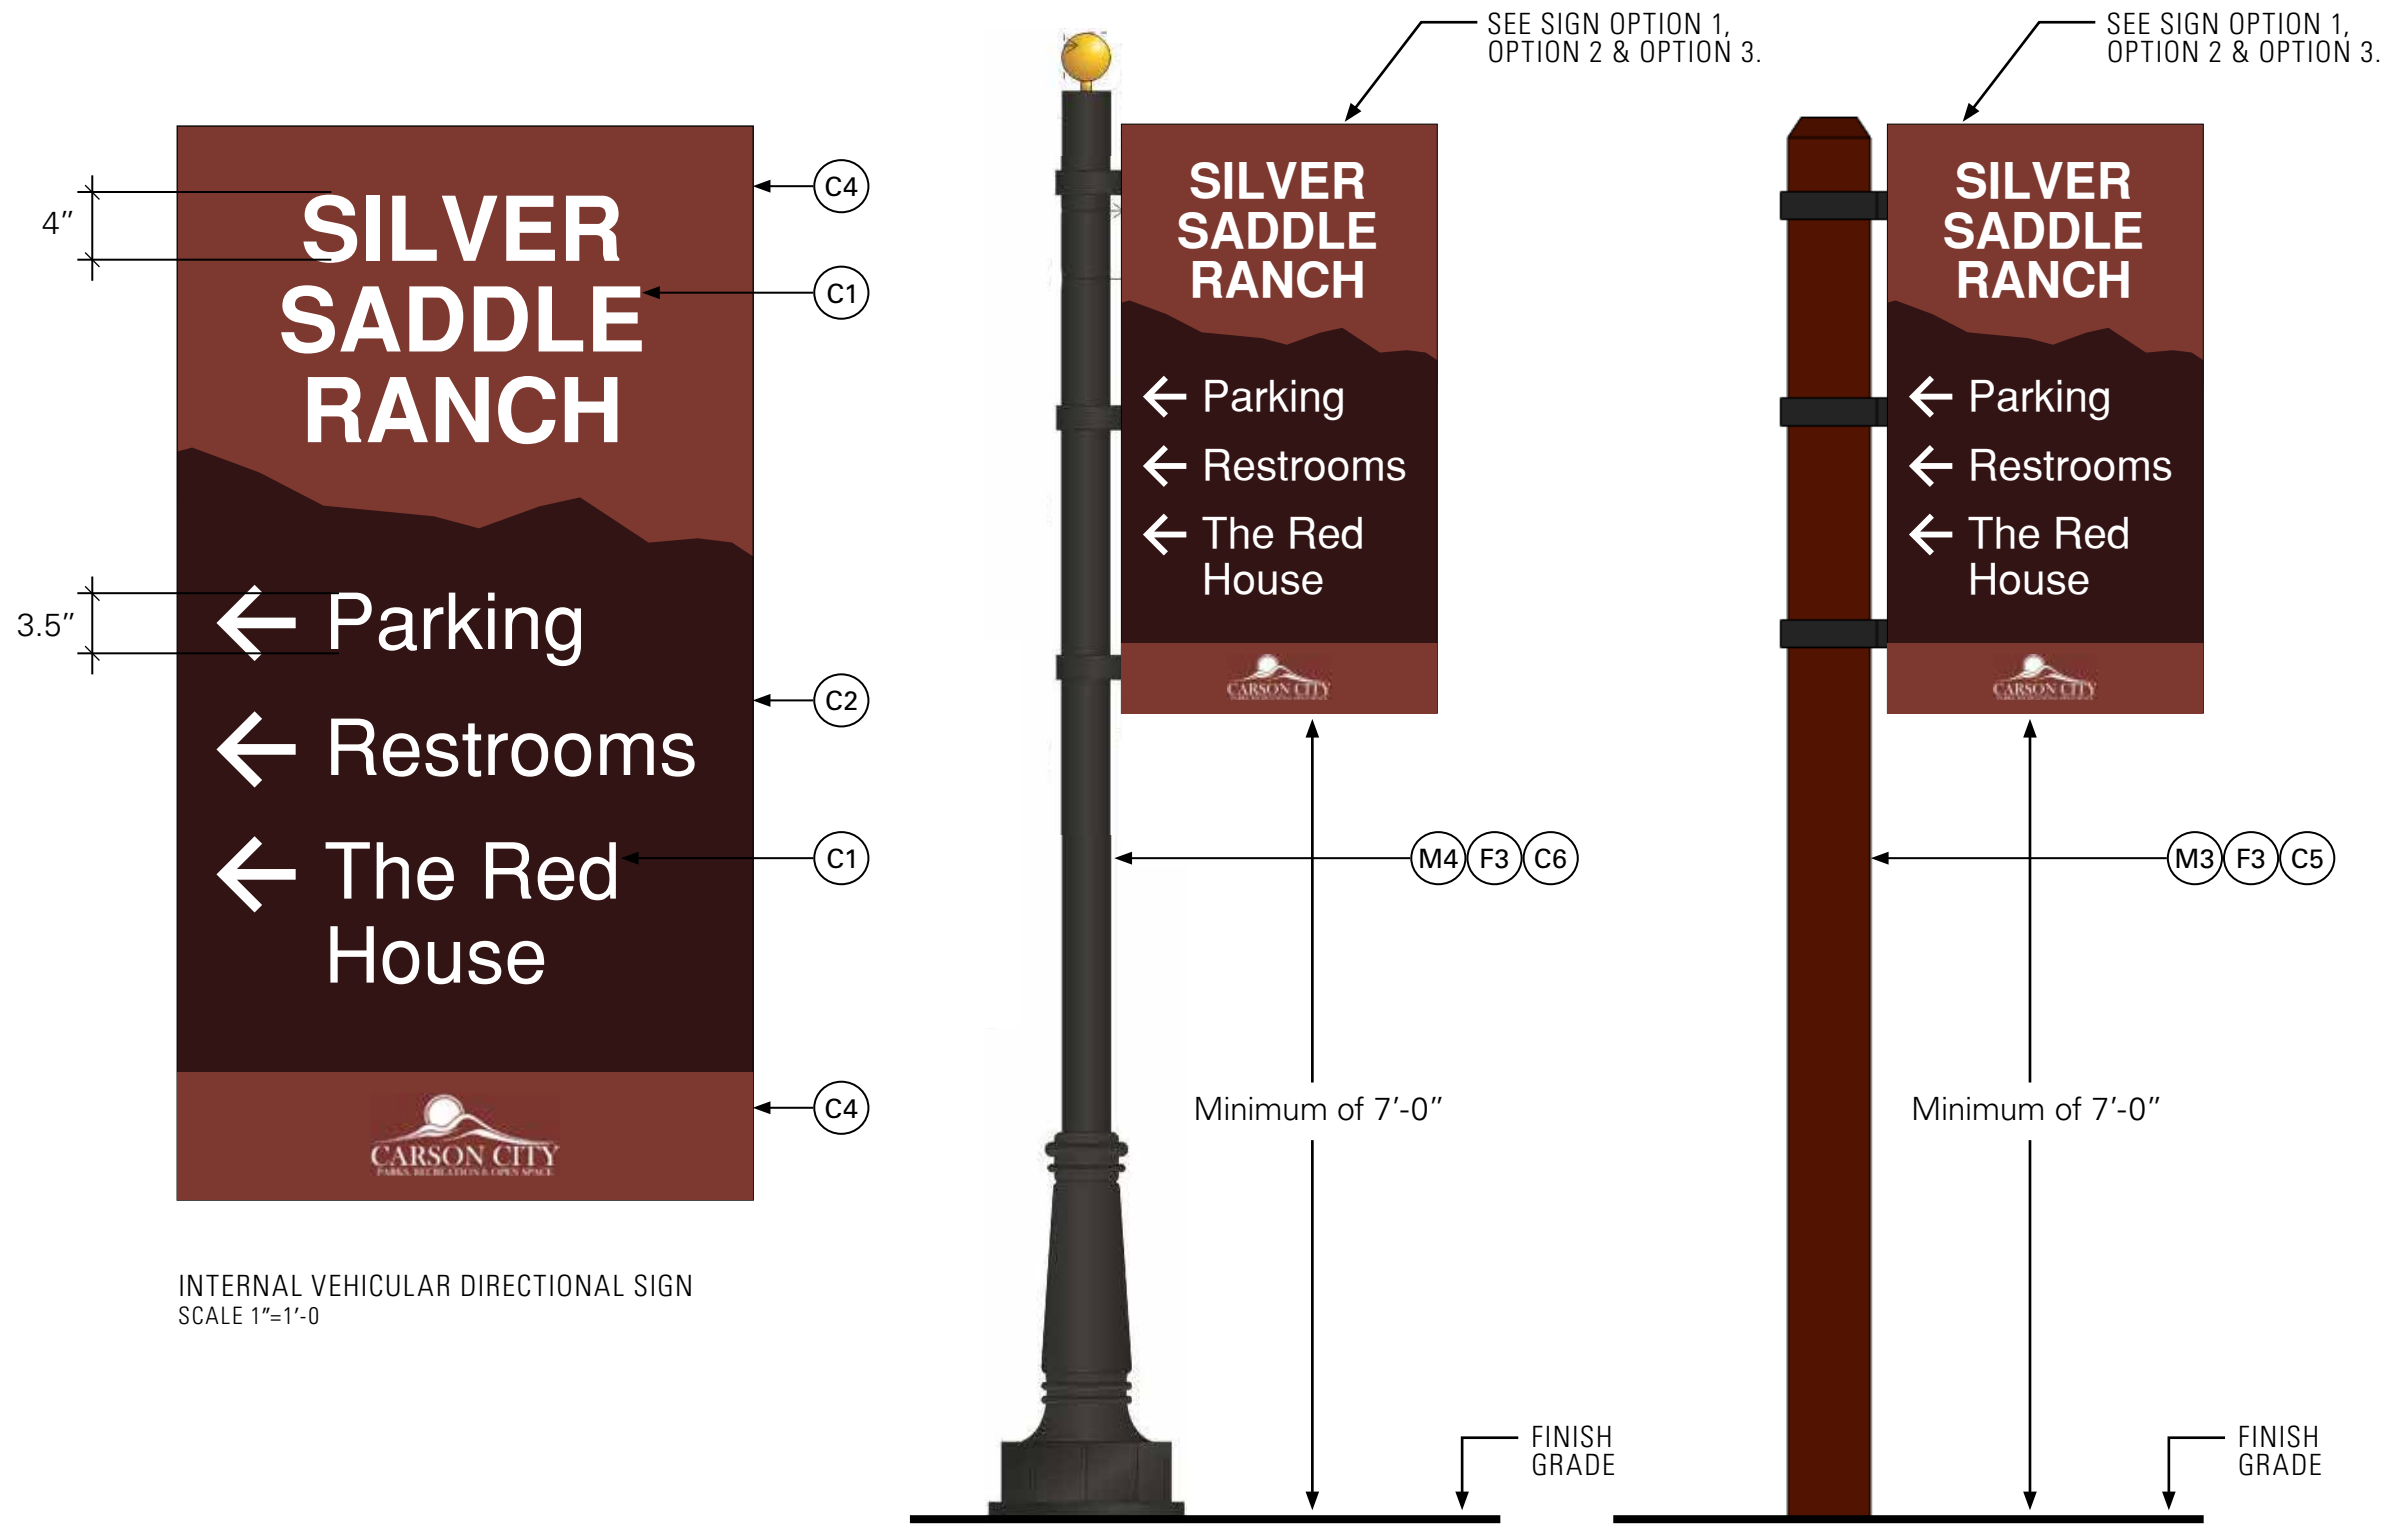 4"
SILVER
SADDLE
RANCH
3.5"
Parking
Restrooms
The Red
House
CARSON CITY
PARKS, RECREATION & OPEN SPACE
C4
C1
C2
C1
C4
INTERNAL VEHICULAR DIRECTIONAL SIGN
SCALE 1"=1'-0
SEE SIGN OPTION 1,
OPTION 2 & OPTION 3.
SILVER
SADDLE
RANCH
Parking
Restrooms
The Red
House
CARSON CITY
M4 F3 C6
Minimum of 7'-0"
FINISH
GRADE
SEE SIGN OPTION 1,
OPTION 2 & OPTION 3.
SILVER
SADDLE
RANCH
Parking
Restrooms
The Red
House
CARSON CITY
M3 F3 C5
Minimum of 7'-0"
FINISH
GRADE